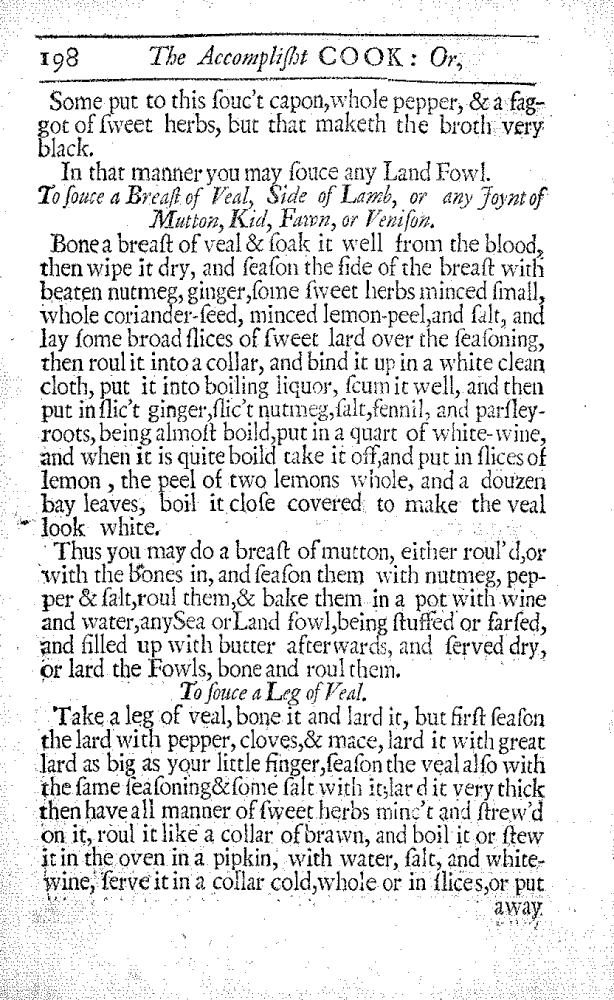 198 The Accompliſht COOK: Or,
Some put to this ſouc't capon,whole pepper, & a fag-
got of ſweet herbs, but that maketh the broth very
black.
In that manner you may ſouce any Land Fowl.
To ſouce a Breaſt of Veal, Side of Lamb, or any Joynt of
Mutton, Kid, Fawn, or Veniſon.
Bone a breaſt of veal & ſoak it well from the blood,
then wipe it dry, and ſeaſon the ſide of the breaſt with
beaten nutmeg, ginger,ſome ſweet herbs minced ſmall,
whole coriander-ſeed, minced lemon-peel,and ſalt, and
lay ſome broad ſlices of ſweet lard over the ſeaſoning,
then roul it into a collar, and bind it up in a white clean
cloth, put it into boiling liquor, ſcum it well, and then
put in ſlic't ginger,ſlic't nutmeg,ſalt,fennil, and parſley-
roots, being almoſt boild,put in a quart of white-wine,
and when it is quite boild take it off,and put in ſlices of
lemon , the peel of two lemons whole, and a douzen
bay leaves, boil it cloſe covered to make the veal
look white.
Thus you may do a breaſt of mutton, either roul'd,or
with the bones in, and ſeaſon them with nutmeg, pep-
per & ſalt,roul them,& bake them in a pot with wine
and water,any Sea or Land fowl,being ſtuffed or farſed,
and filled up with butter afterwards, and ſerved dry,
or lard the Fowls, bone and roul them.
To ſouce a Leg of Veal.
Take a leg of veal, bone it and lard it, but firſt ſeaſon
the lard with pepper, cloves,& mace, lard it with great
lard as big as your little finger,ſeaſon the veal alſo with
the ſame ſeaſoning&ſome ſalt with it;lard it very thick
then have all manner of ſweet herbs minc't and ſtrew'd
on it, roul it like a collar of brawn, and boil it or ſtew
it in the oven in a pipkin, with water, ſalt, and white-
wine, ſerve it in a collar cold,whole or in ſlices,or put
away